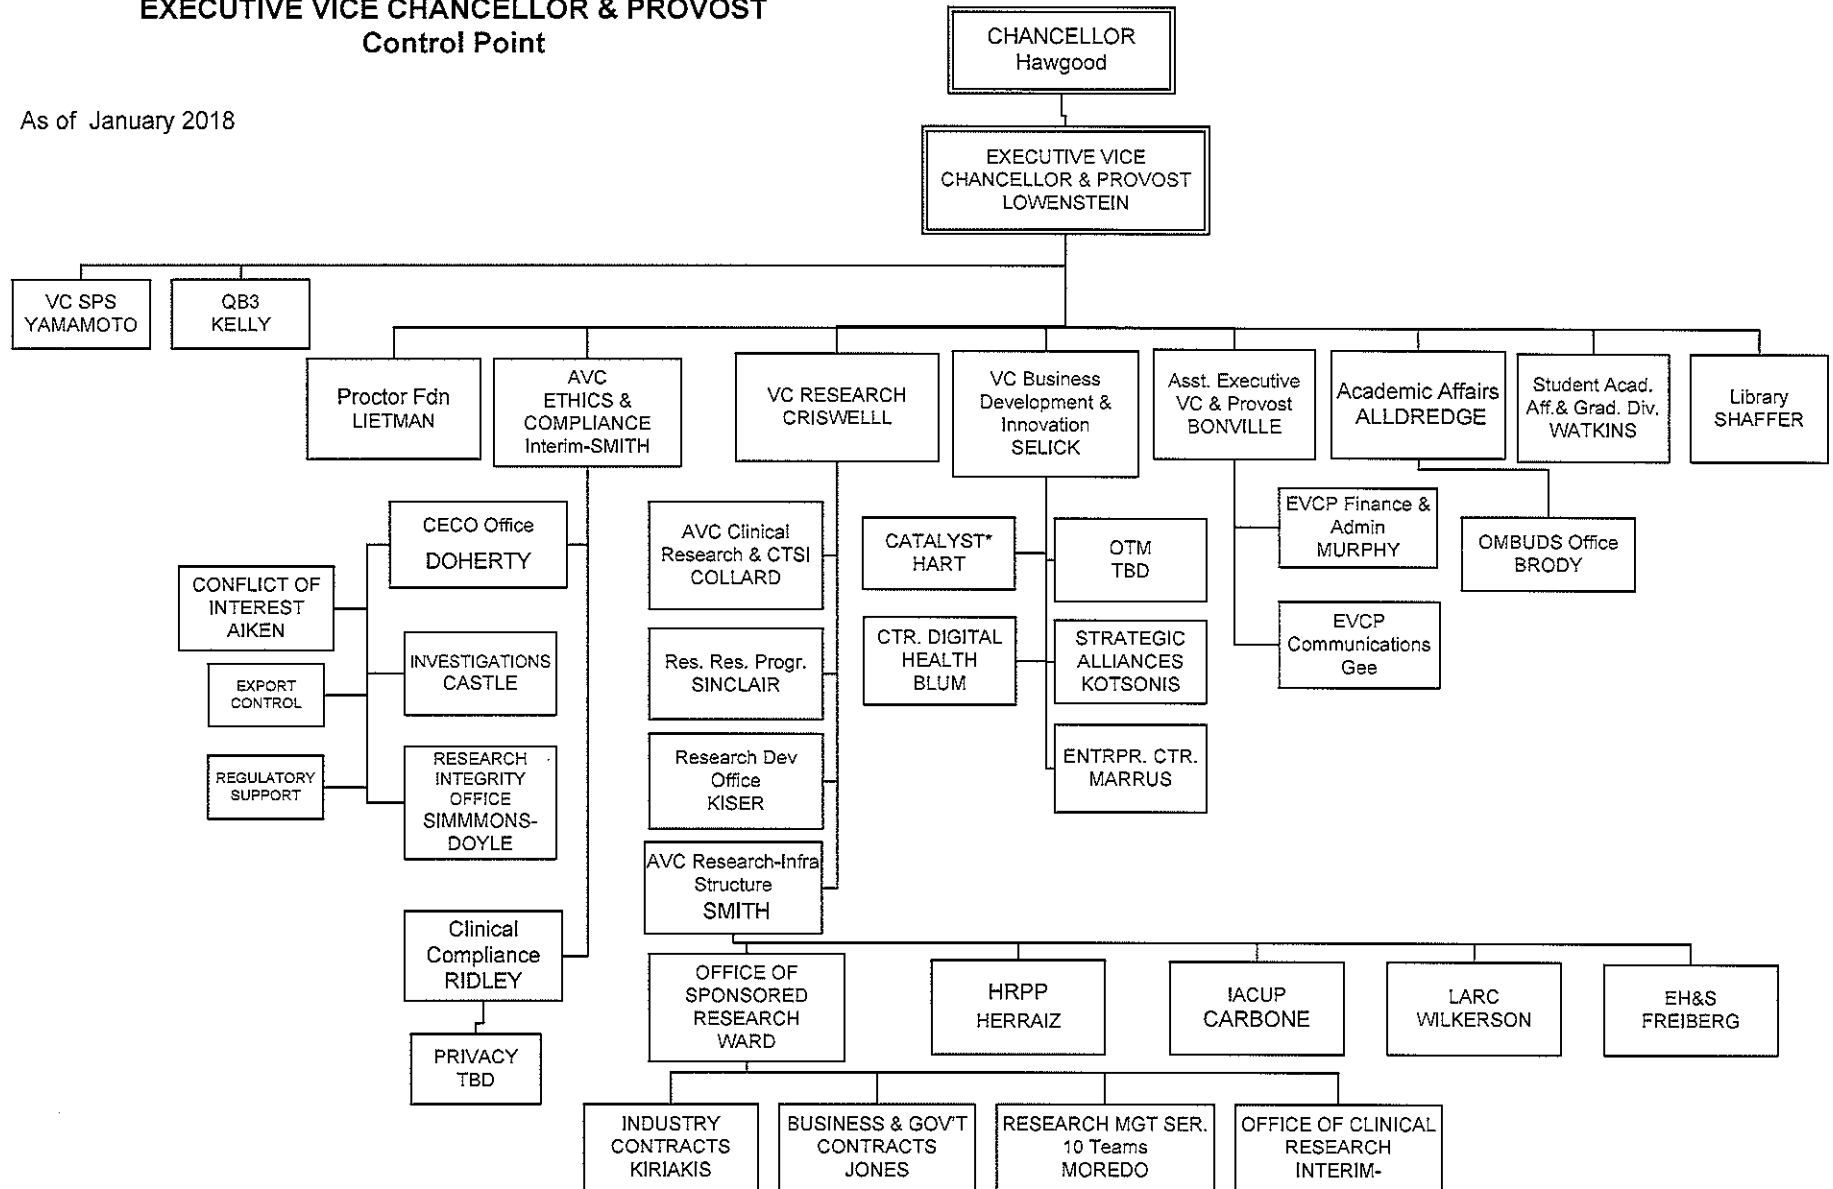 EXECUTIVE VICE CHANCELLOR & PROVOST
Control Point
As of January 2018
CHANCELLOR
Hawgood
EXECUTIVE VICE
CHANCELLOR & PROVOST
LOWENSTEIN
VC SPS
YAMAMOTO
QB3
KELLY
Proctor Fdn
LIETMAN
AVC
ETHICS &
COMPLIANCE
Interim-SMITH
VC RESEARCH
CRISWELLL
VC Business
Development &
Innovation
SELICK
Asst. Executive
VC & Provost
BONVILLE
Academic Affairs
ALLDREDGE
Student Acad.
Aff.& Grad. Div.
WATKINS
Library
SHAFFER
CECO Office
DOHERTY
CONFLICT OF
INTEREST
AIKEN
INVESTIGATIONS
CASTLE
EXPORT
CONTROL
REGULATORY
SUPPORT
RESEARCH
INTEGRITY
OFFICE
SIMMMONS-
DOYLE
Clinical
Compliance
RIDLEY
PRIVACY
TBD
AVC Clinical
Research & CTSI
COLLARD
Res. Res. Progr.
SINCLAIR
Research Dev
Office
KISER
AVC Research-Infra
Structure
SMITH
CATALYST*
HART
OTM
TBD
CTR. DIGITAL
HEALTH
BLUM
STRATEGIC
ALLIANCES
KOTSONIS
ENTRPR. CTR.
MARRUS
EVCP Finance &
Admin
MURPHY
EVCP
Communications
Gee
OMBUDS Office
BRODY
OFFICE OF
SPONSORED
RESEARCH
WARD
HRPP
HERRAIZ
IACUP
CARBONE
LARC
WILKERSON
EH&S
FREIBERG
INDUSTRY
CONTRACTS
KIRIAKIS
BUSINESS & GOV'T
CONTRACTS
JONES
RESEARCH MGT SER.
10 Teams
MOREDO
OFFICE OF CLINICAL
RESEARCH
INTERIM-